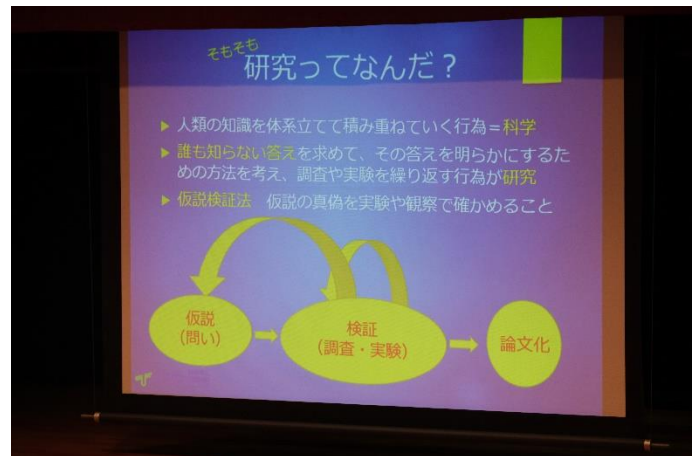 そもそも
研究ってなんだ？
▶ 人類の知識を体系立てて積み重ねていく行為＝科学
▶ 誰も知らない答えを求めて、その答えを明らかにするた
めの方法を考え、調査や実験を繰り返す行為が研究
▶ 仮説検証法　仮説の真偽を実験や観察で確かめること
仮説
(問い)
検証
(調査・実験)
論文化